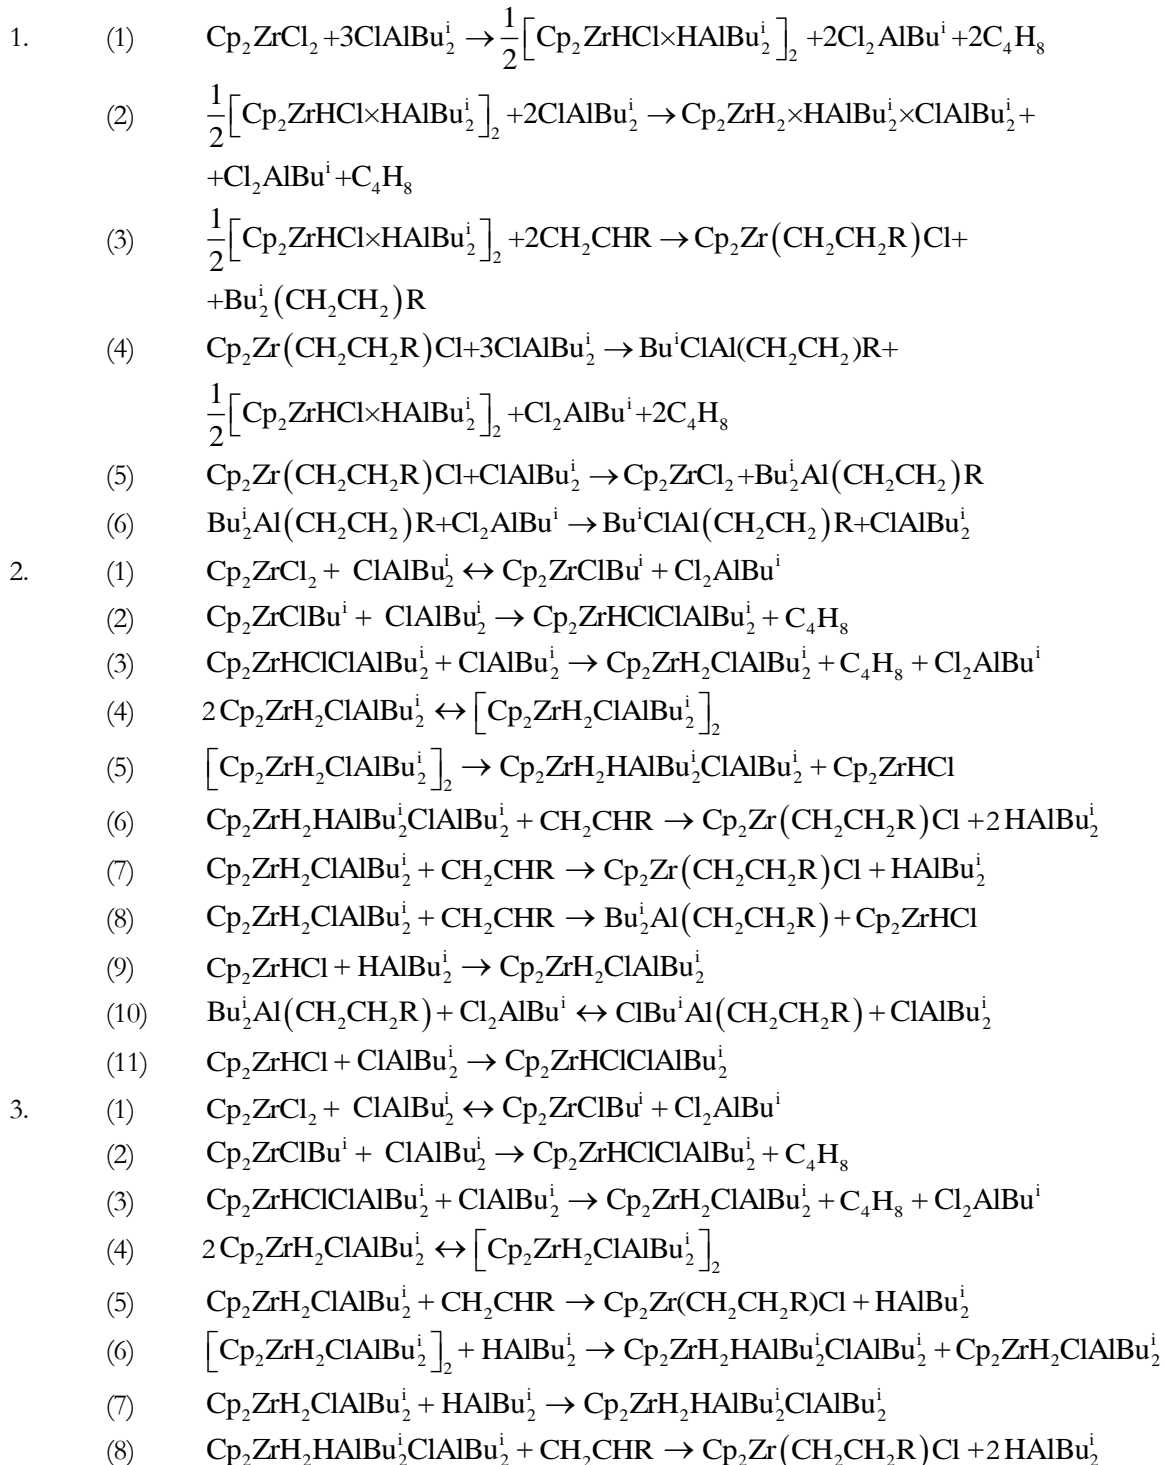 1. (1) Cp₂ZrCl₂ +3ClAlBuⁱ₂ → 1/2[Cp₂ZrHCl×HAlBuⁱ₂]₂ +2Cl₂AlBuⁱ +2C₄H₈
(2) 1/2[Cp₂ZrHCl×HAlBuⁱ₂]₂ +2ClAlBuⁱ₂ → Cp₂ZrH₂×HAlBuⁱ₂×ClAlBuⁱ₂ +
+Cl₂AlBuⁱ +C₄H₈
(3) 1/2[Cp₂ZrHCl×HAlBuⁱ₂]₂ +2CH₂CHR → Cp₂Zr(CH₂CH₂R)Cl+
+Buⁱ₂(CH₂CH₂)R
(4) Cp₂Zr(CH₂CH₂R)Cl+3ClAlBuⁱ₂ → BuⁱClAl(CH₂CH₂)R+
1/2[Cp₂ZrHCl×HAlBuⁱ₂]₂ +Cl₂AlBuⁱ +2C₄H₈
(5) Cp₂Zr(CH₂CH₂R)Cl+ClAlBuⁱ₂ → Cp₂ZrCl₂ +Buⁱ₂Al(CH₂CH₂)R
(6) Buⁱ₂Al(CH₂CH₂)R+Cl₂AlBuⁱ → BuⁱClAl(CH₂CH₂)R+ClAlBuⁱ₂
2. (1) Cp₂ZrCl₂ + ClAlBuⁱ₂ ↔ Cp₂ZrClBuⁱ + Cl₂AlBuⁱ
(2) Cp₂ZrClBuⁱ + ClAlBuⁱ₂ → Cp₂ZrHClClAlBuⁱ₂ + C₄H₈
(3) Cp₂ZrHClClAlBuⁱ₂ + ClAlBuⁱ₂ → Cp₂ZrH₂ClAlBuⁱ₂ + C₄H₈ + Cl₂AlBuⁱ
(4) 2 Cp₂ZrH₂ClAlBuⁱ₂ ↔ [Cp₂ZrH₂ClAlBuⁱ₂]₂
(5) [Cp₂ZrH₂ClAlBuⁱ₂]₂ → Cp₂ZrH₂HAlBuⁱ₂ClAlBuⁱ₂ + Cp₂ZrHCl
(6) Cp₂ZrH₂HAlBuⁱ₂ClAlBuⁱ₂ + CH₂CHR → Cp₂Zr(CH₂CH₂R)Cl +2 HAlBuⁱ₂
(7) Cp₂ZrH₂ClAlBuⁱ₂ + CH₂CHR → Cp₂Zr(CH₂CH₂R)Cl + HAlBuⁱ₂
(8) Cp₂ZrH₂ClAlBuⁱ₂ + CH₂CHR → Buⁱ₂Al(CH₂CH₂R) + Cp₂ZrHCl
(9) Cp₂ZrHCl + HAlBuⁱ₂ → Cp₂ZrH₂ClAlBuⁱ₂
(10) Buⁱ₂Al(CH₂CH₂R) + Cl₂AlBuⁱ ↔ ClBuⁱAl(CH₂CH₂R) + ClAlBuⁱ₂
(11) Cp₂ZrHCl + ClAlBuⁱ₂ → Cp₂ZrHClClAlBuⁱ₂
3. (1) Cp₂ZrCl₂ + ClAlBuⁱ₂ ↔ Cp₂ZrClBuⁱ + Cl₂AlBuⁱ
(2) Cp₂ZrClBuⁱ + ClAlBuⁱ₂ → Cp₂ZrHClClAlBuⁱ₂ + C₄H₈
(3) Cp₂ZrHClClAlBuⁱ₂ + ClAlBuⁱ₂ → Cp₂ZrH₂ClAlBuⁱ₂ + C₄H₈ + Cl₂AlBuⁱ
(4) 2 Cp₂ZrH₂ClAlBuⁱ₂ ↔ [Cp₂ZrH₂ClAlBuⁱ₂]₂
(5) Cp₂ZrH₂ClAlBuⁱ₂ + CH₂CHR → Cp₂Zr(CH₂CH₂R)Cl + HAlBuⁱ₂
(6) [Cp₂ZrH₂ClAlBuⁱ₂]₂ + HAlBuⁱ₂ → Cp₂ZrH₂HAlBuⁱ₂ClAlBuⁱ₂ + Cp₂ZrH₂ClAlBuⁱ₂
(7) Cp₂ZrH₂ClAlBuⁱ₂ + HAlBuⁱ₂ → Cp₂ZrH₂HAlBuⁱ₂ClAlBuⁱ₂
(8) Cp₂ZrH₂HAlBuⁱ₂ClAlBuⁱ₂ + CH₂CHR → Cp₂Zr(CH₂CH₂R)Cl +2 HAlBuⁱ₂